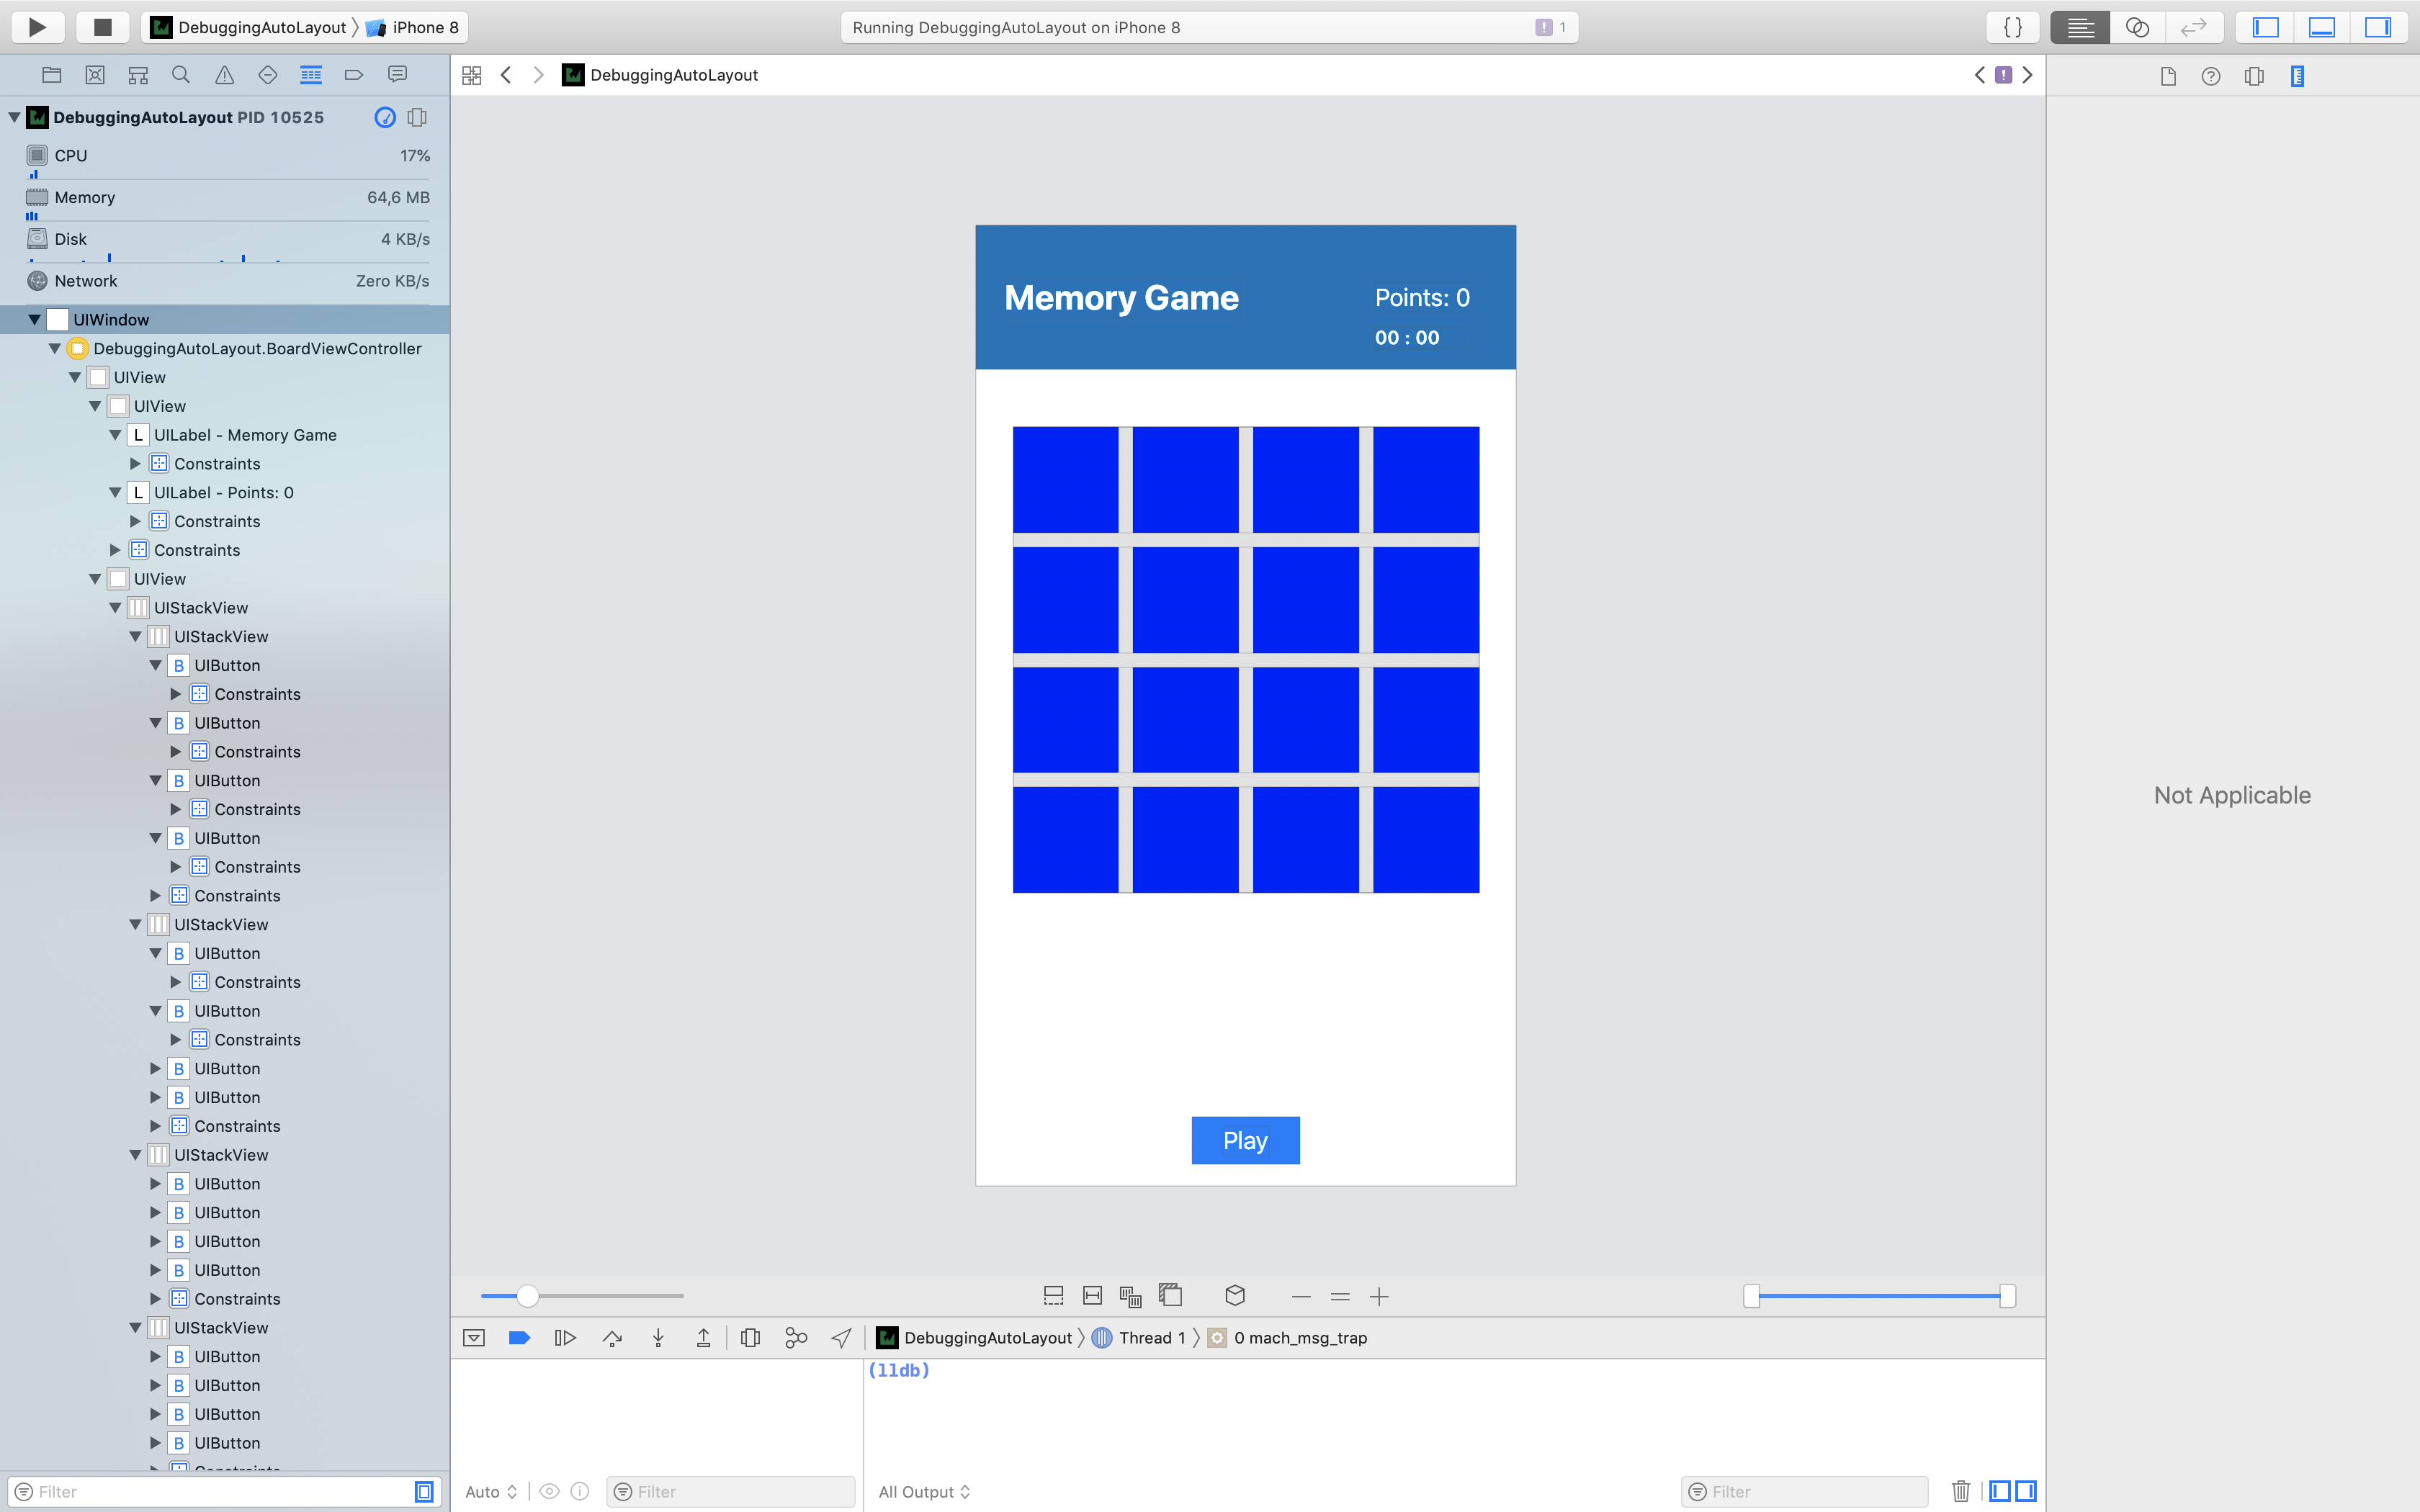 DebuggingAutoLayout
iPhone 8
Running DebuggingAutoLayout on iPhone 8
1
DebuggingAutoLayout
DebuggingAutoLayout PID 10525
CPU 17%
Memory 64,6 MB
Disk 4 KB/s
Network Zero KB/s
UIWindow
DebuggingAutoLayout.BoardViewController
UIView
UIView
L UILabel - Memory Game
Constraints
L UILabel - Points: 0
Constraints
Constraints
UIView
UIStackView
UIStackView
B UIButton
Constraints
B UIButton
Constraints
B UIButton
Constraints
B UIButton
Constraints
Constraints
UIStackView
B UIButton
Constraints
B UIButton
Constraints
B UIButton
B UIButton
Constraints
UIStackView
B UIButton
B UIButton
B UIButton
B UIButton
Constraints
UIStackView
B UIButton
B UIButton
B UIButton
B UIButton
Constraints
Filter
Memory Game
Points: 0
00 : 00
Play
Not Applicable
DebuggingAutoLayout
Thread 1
0 mach_msg_trap
(lldb)
Auto
Filter
All Output
Filter